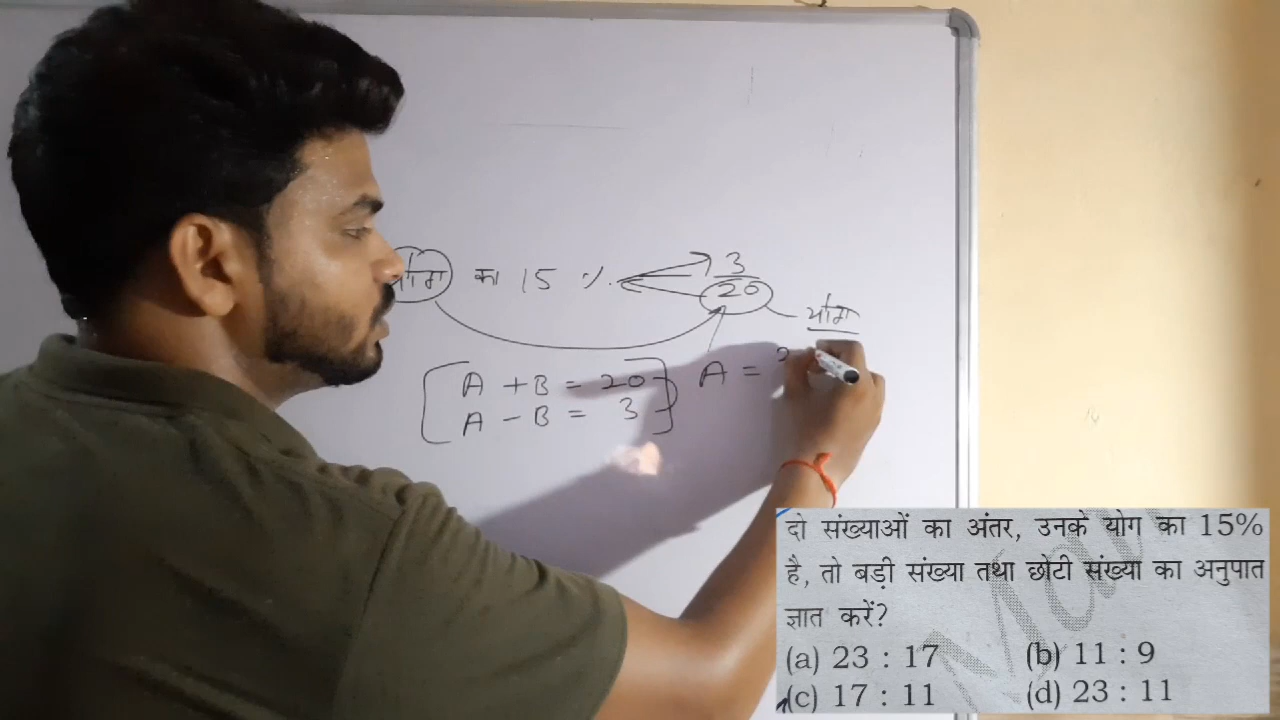 योग का 15 % 3/20
योग
A + B = 20
A - B = 3
A =
दो संख्याओं का अंतर, उनके योग का 15%
है, तो बड़ी संख्या तथा छोटी संख्या का अनुपात
ज्ञात करें?
(a) 23 : 17 (b) 11 : 9
(c) 17 : 11 (d) 23 : 11